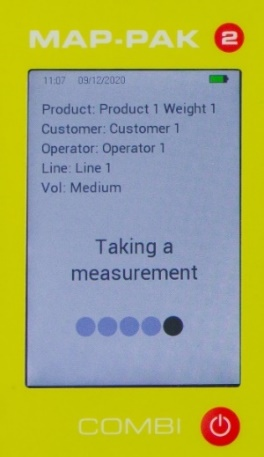 MAP-PAK 2
11:07 09/12/2020
Product: Product 1 Weight 1
Customer: Customer 1
Operator: Operator 1
Line: Line 1
Vol: Medium
Taking a
measurement
COMBI